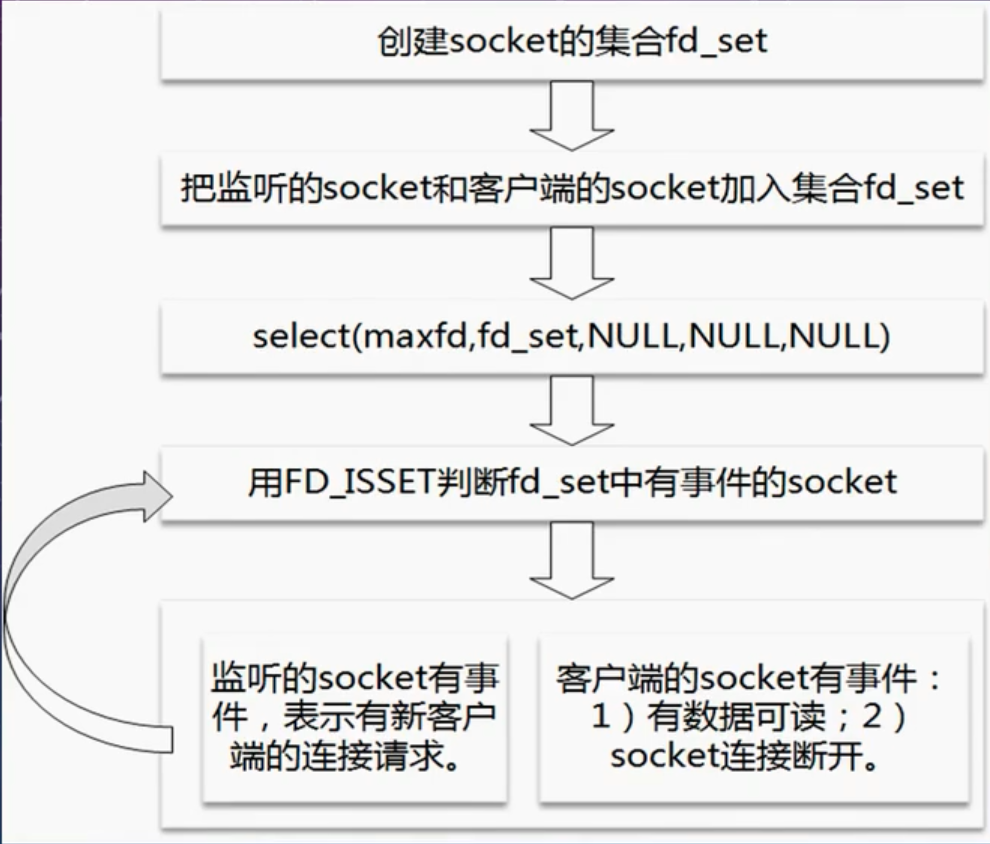 创建socket的集合fd_set
把监听的socket和客户端的socket加入集合fd_set
select(maxfd,fd_set,NULL,NULL,NULL)
用FD_ISSET判断fd_set中有事件的socket
监听的socket有事
件，表示有新客户
端的连接请求。
客户端的socket有事件：
1）有数据可读；2）
socket连接断开。